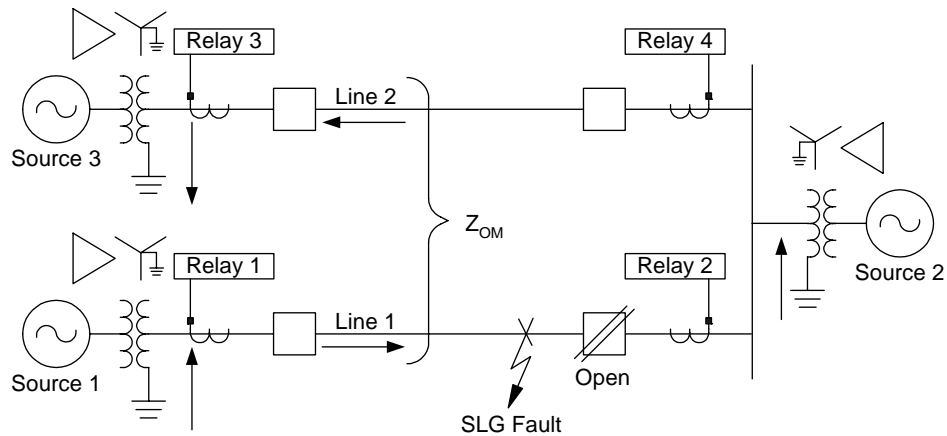 Relay 3
Relay 4
Line 2
Source 3
Z_OM
Relay 1
Relay 2
Source 2
Line 1
Source 1
Open
SLG Fault